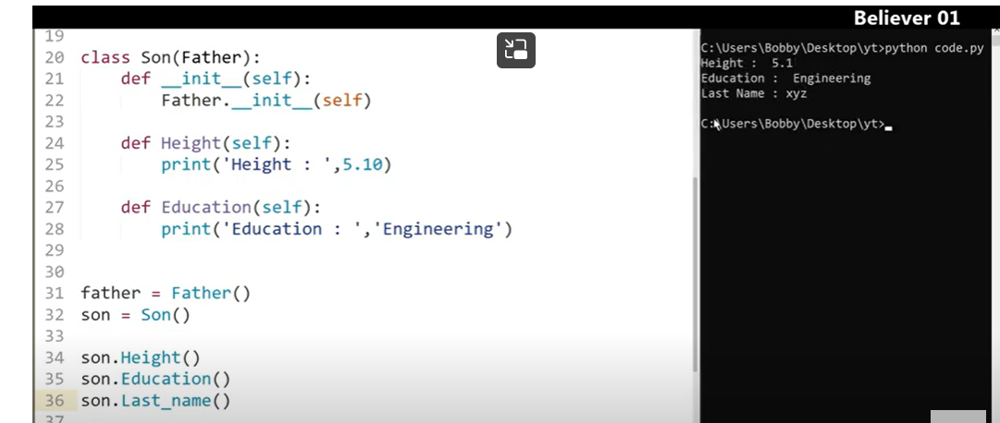 Believer 01
19
20 class Son(Father):
21     def __init__(self):
22         Father.__init__(self)
23
24     def Height(self):
25         print('Height : ',5.10)
26
27     def Education(self):
28         print('Education : ','Engineering')
29
30
31 father = Father()
32 son = Son()
33
34 son.Height()
35 son.Education()
36 son.Last_name()
37
C:\Users\Bobby\Desktop\yt>python code.py
Height :  5.1
Education :  Engineering
Last Name : xyz
C:\Users\Bobby\Desktop\yt>